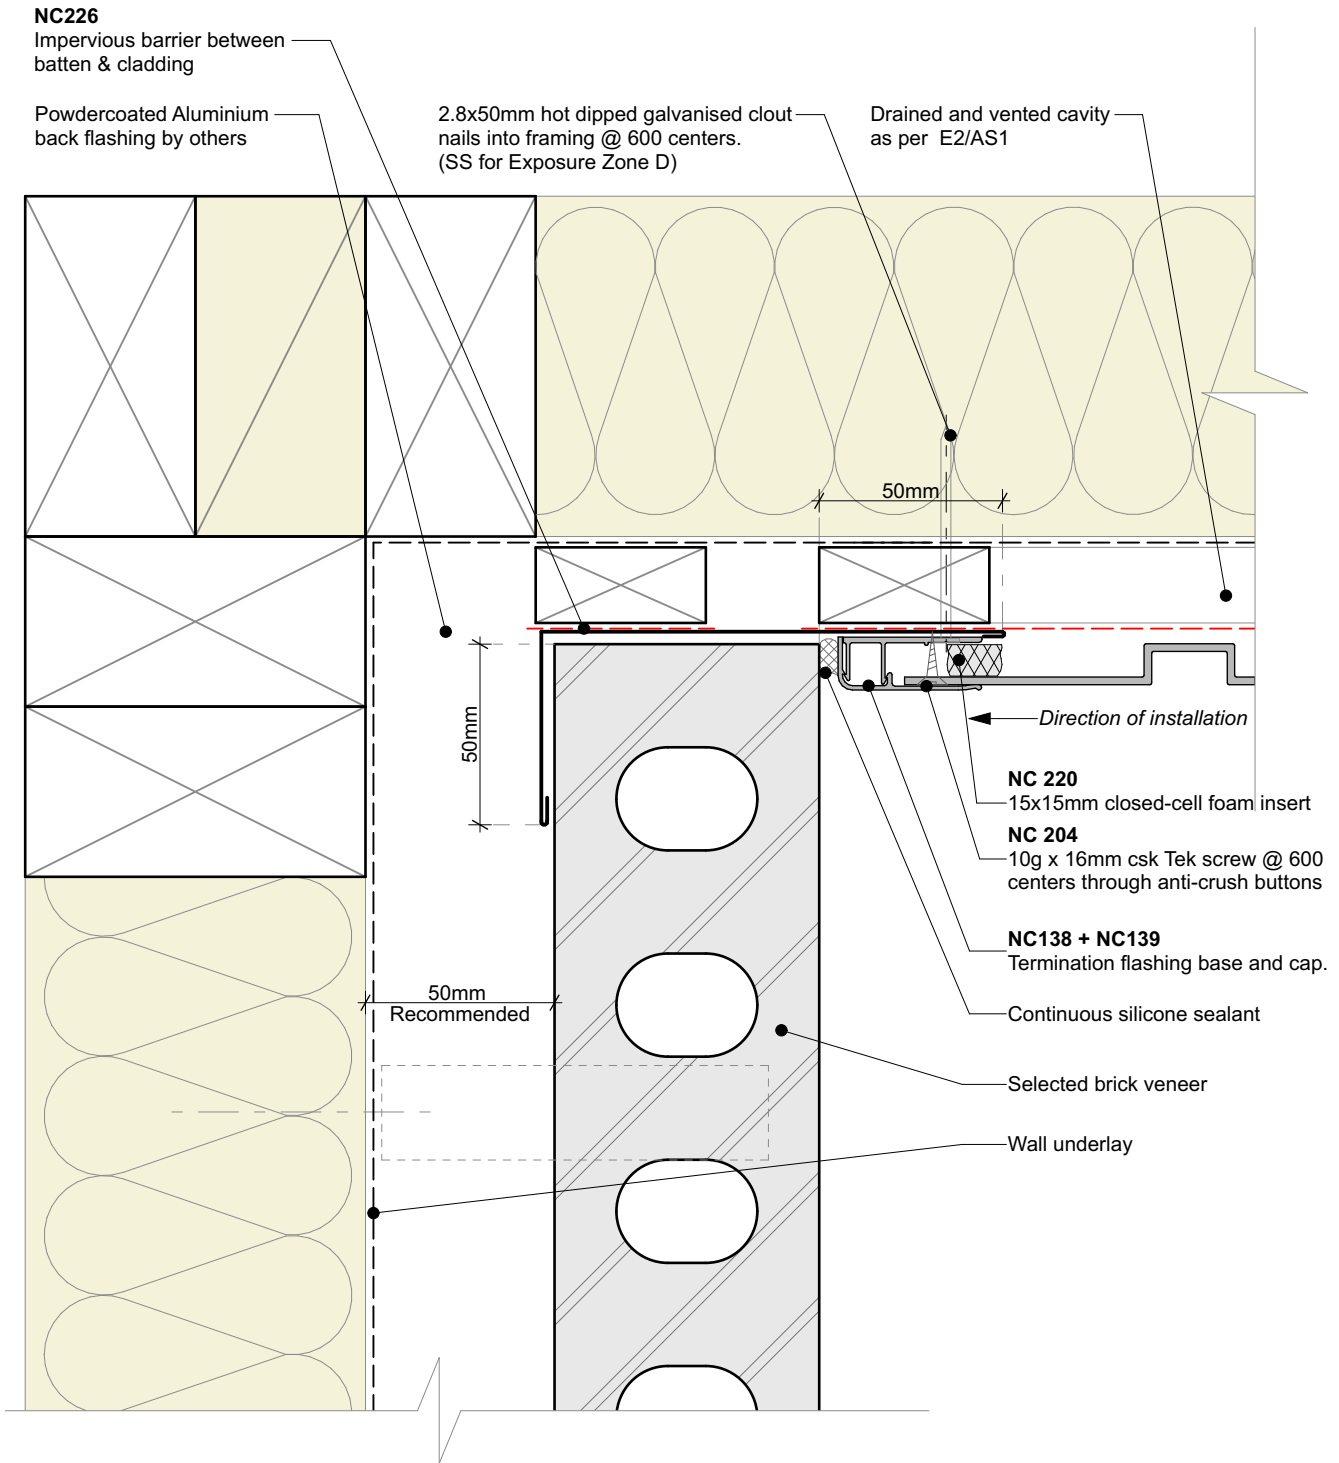 NC226
Impervious barrier between
batten & cladding
Powdercoated Aluminium
back flashing by others
2.8x50mm hot dipped galvanised clout
nails into framing @ 600 centers.
(SS for Exposure Zone D)
Drained and vented cavity
as per E2/AS1
50mm
50mm
Direction of installation
NC 220
15x15mm closed-cell foam insert
NC 204
10g x 16mm csk Tek screw @ 600
centers through anti-crush buttons
NC138 + NC139
Termination flashing base and cap.
50mm
Recommended
Continuous silicone sealant
Selected brick veneer
Wall underlay